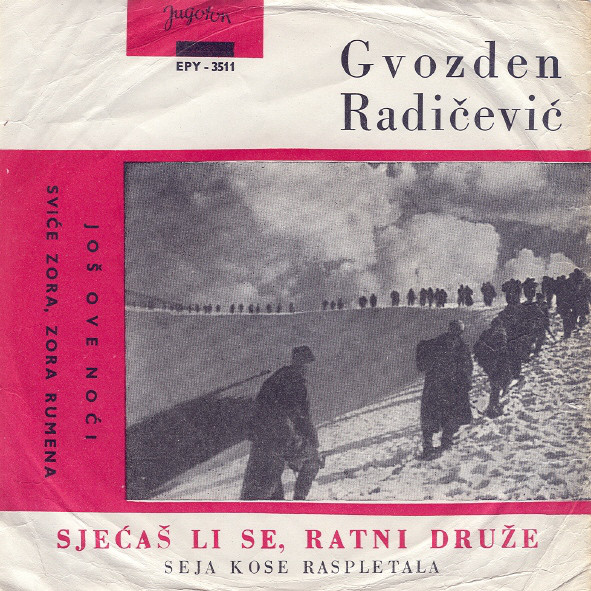 Jugoton
EPY - 3511
Gvozden
Radičević
JOŠ OVE NOĆI
SVIĆE ZORA, ZORA RUMENA
SJEĆAŠ LI SE, RATNI DRUŽE
SEJA KOSE RASPLETALA